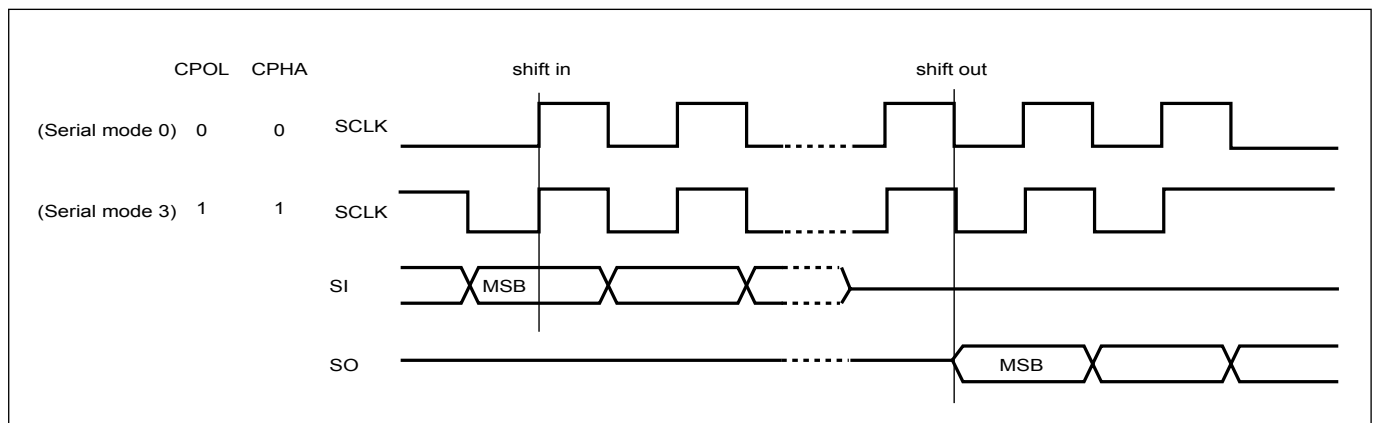 CPOL CPHA shift in shift out
(Serial mode 0) 0 0 SCLK
(Serial mode 3) 1 1 SCLK
SI MSB
SO MSB